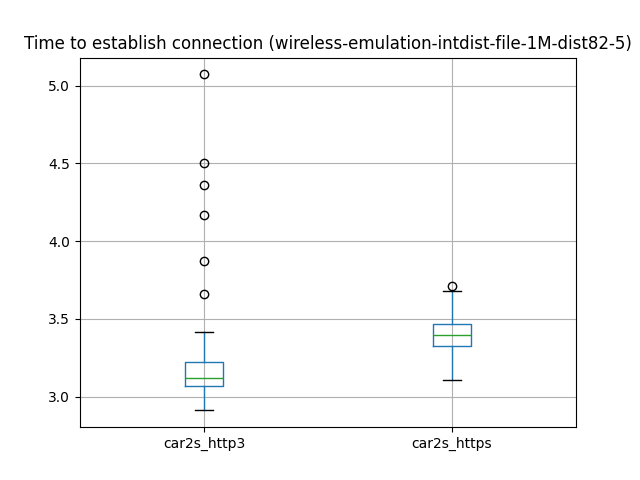 Time to establish connection (wireless-emulation-intdist-file-1M-dist82-5)
5.0
4.5
4.0
3.5
3.0
car2s_http3
car2s_https